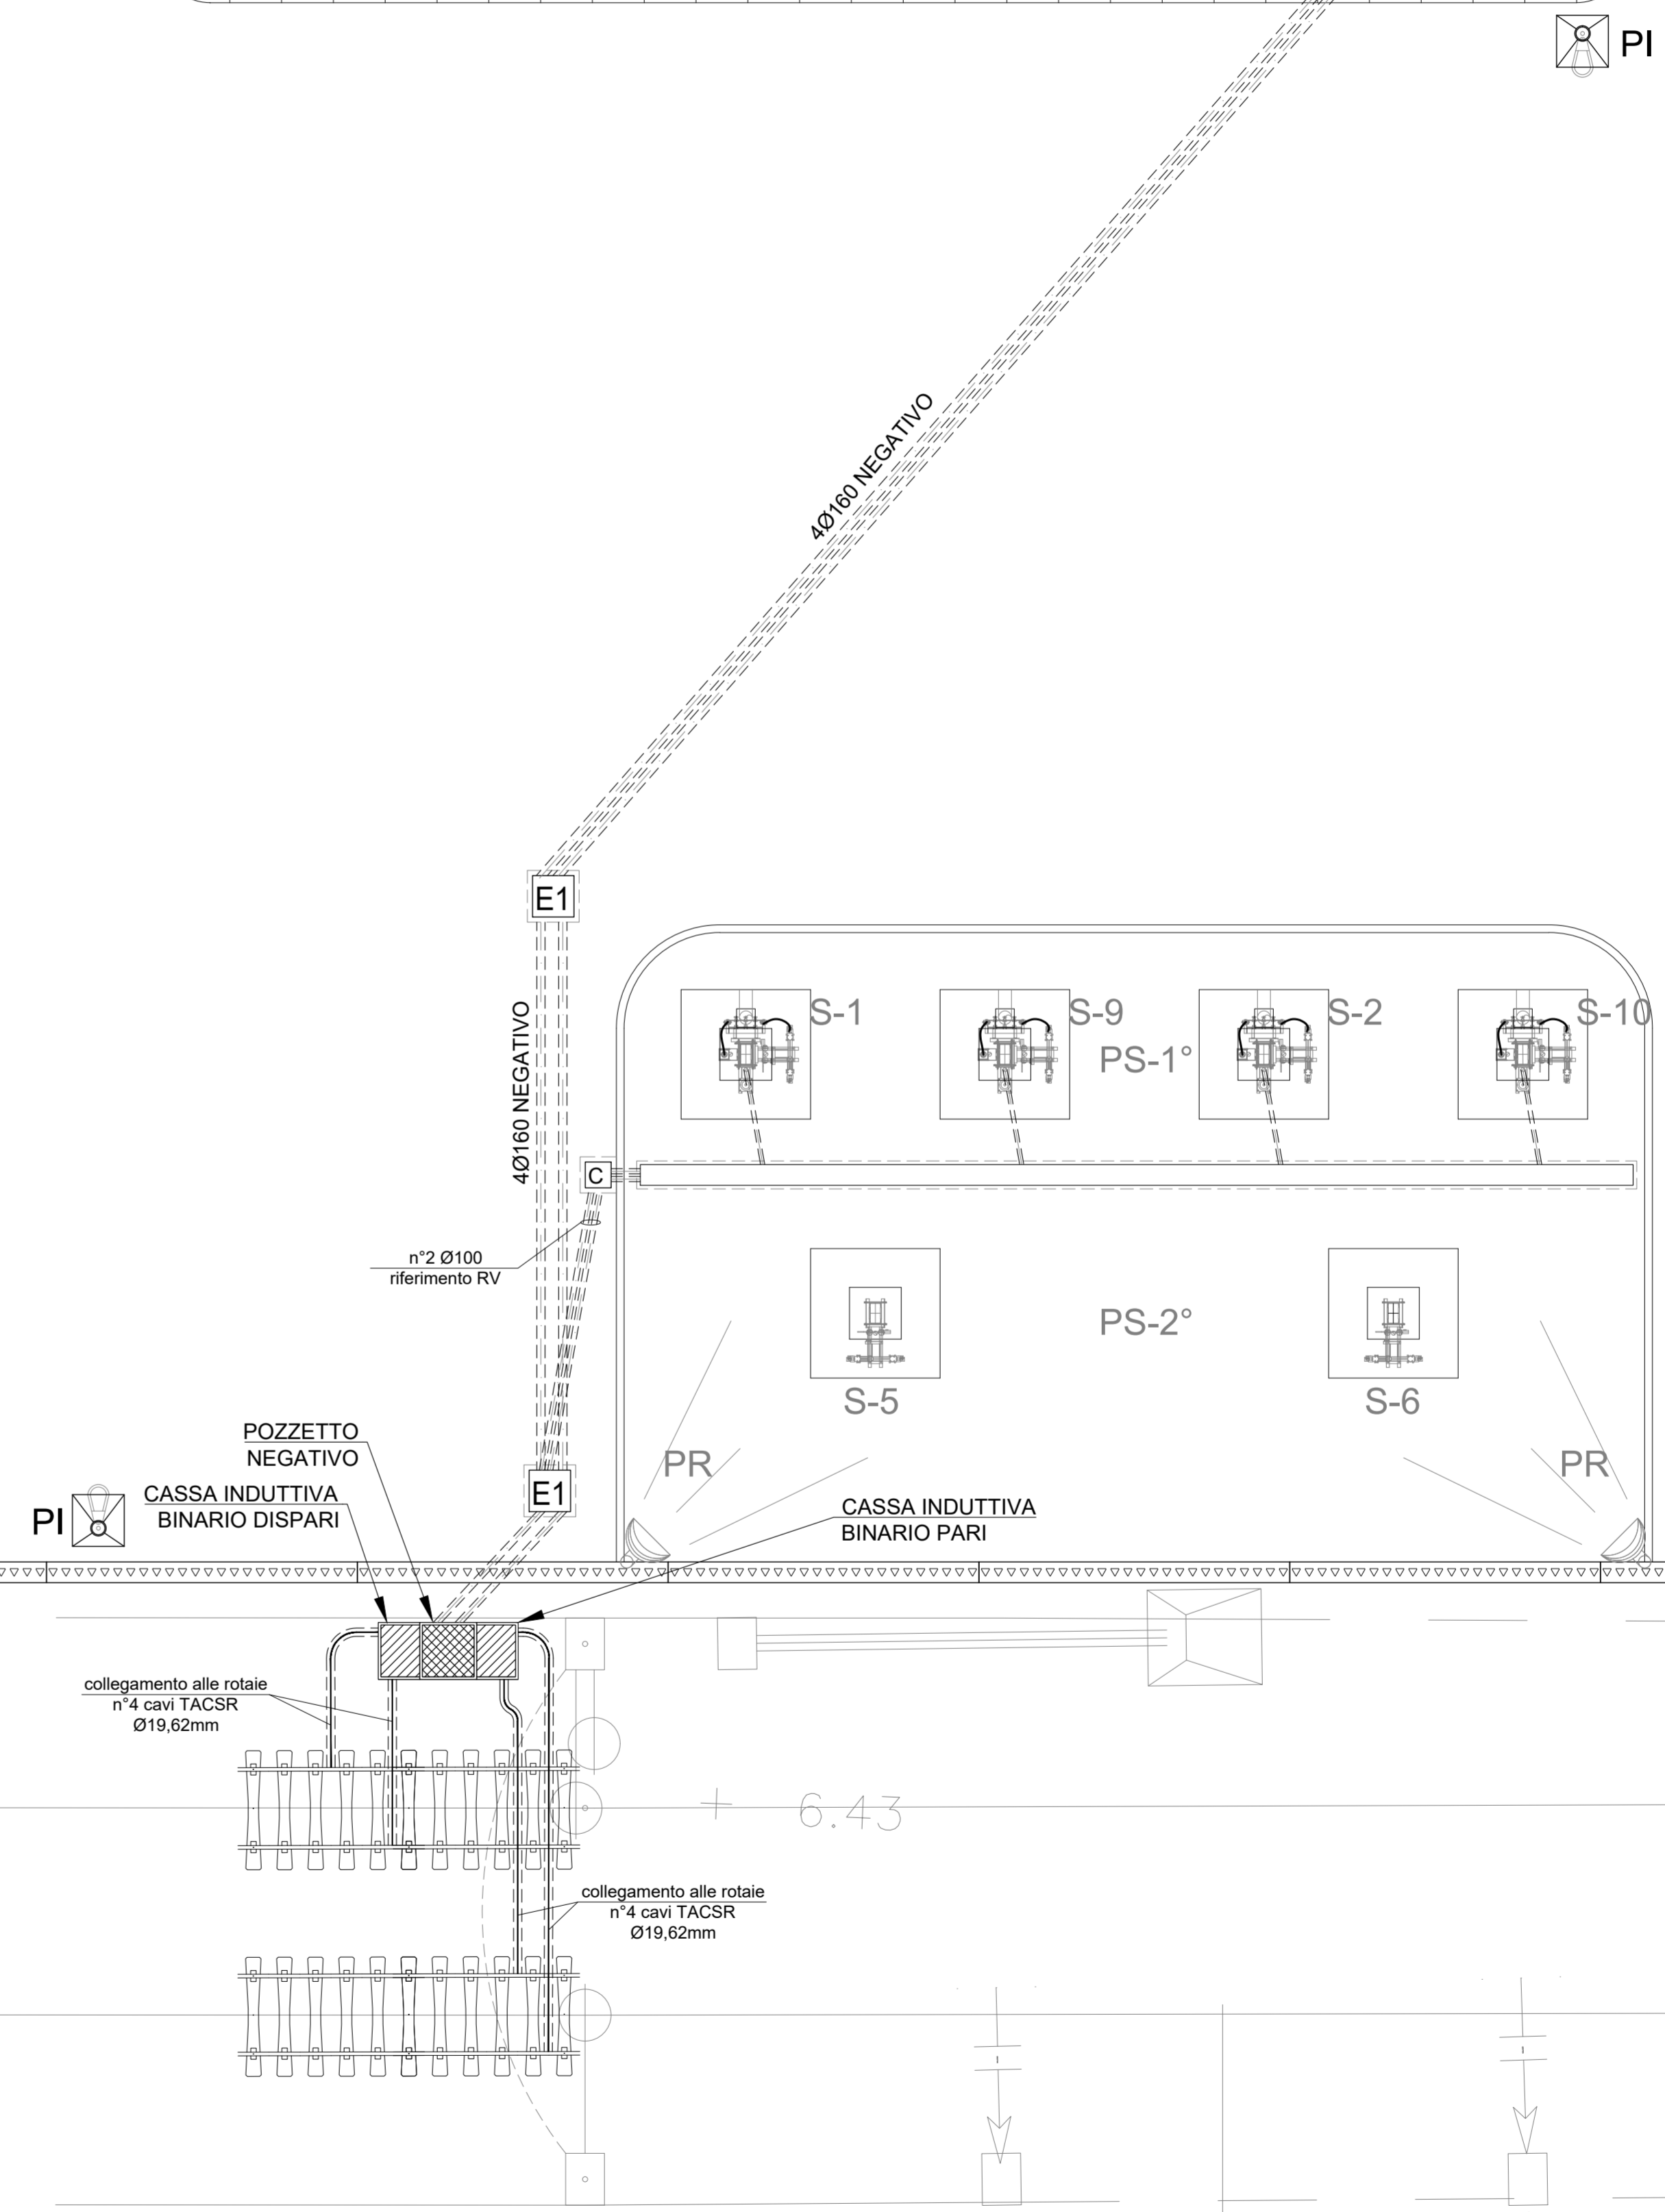 PI
4Ø160 NEGATIVO
E1
S-1
S-9
S-2
S-10
PS-1°
4Ø160 NEGATIVO
C
n°2 Ø100
riferimento RV
PS-2°
S-5
S-6
POZZETTO
NEGATIVO
PR
PR
E1
PI
CASSA INDUTTIVA
BINARIO DISPARI
CASSA INDUTTIVA
BINARIO PARI
collegamento alle rotaie
n°4 cavi TACSR
Ø19,62mm
6.43
collegamento alle rotaie
n°4 cavi TACSR
Ø19,62mm